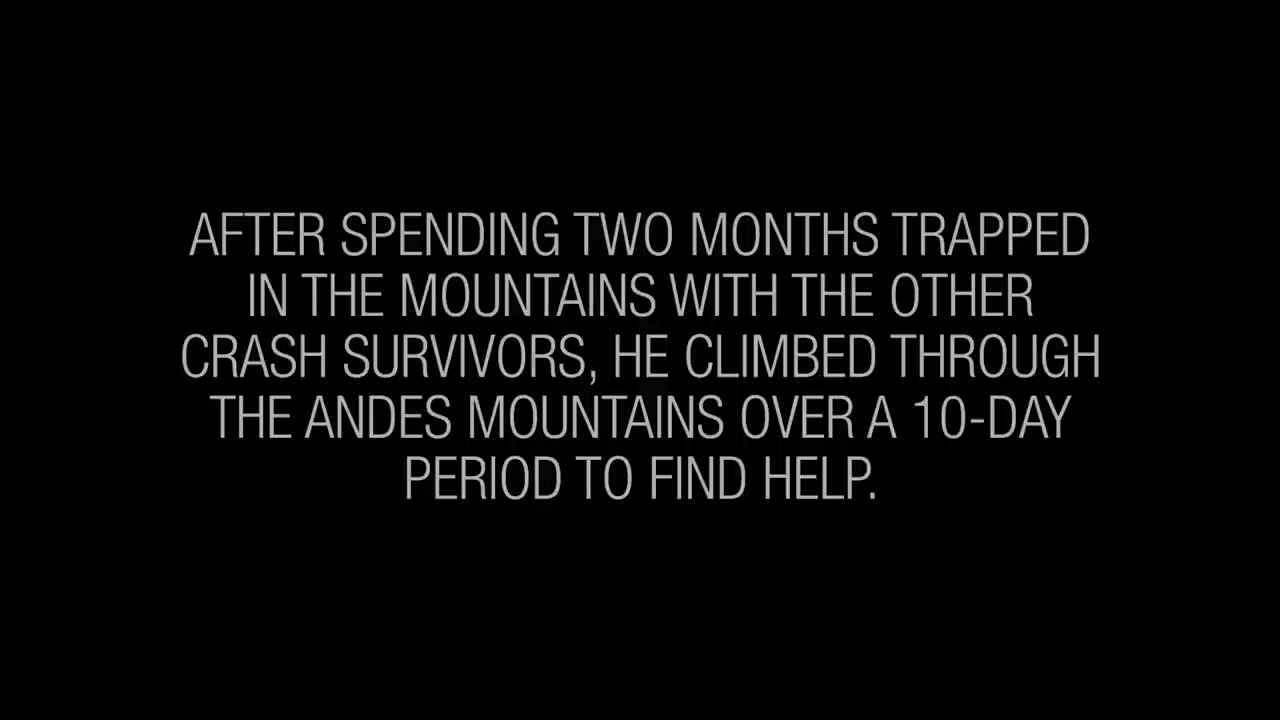 AFTER SPENDING TWO MONTHS TRAPPED
IN THE MOUNTAINS WITH THE OTHER
CRASH SURVIVORS, HE CLIMBED THROUGH
THE ANDES MOUNTAINS OVER A 10-DAY
PERIOD TO FIND HELP.